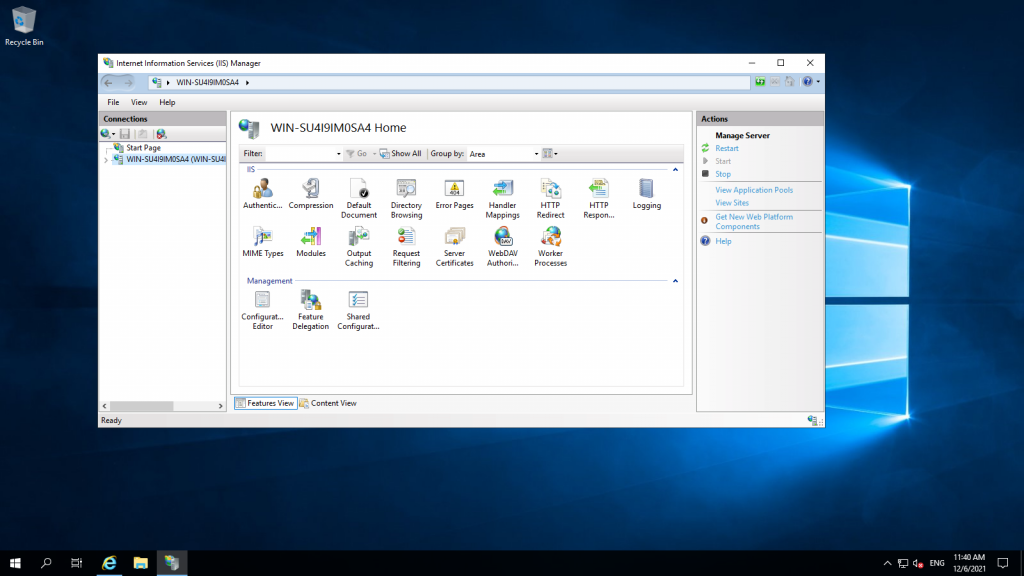 Recycle Bin
Internet Information Services (IIS) Manager
WIN-SU4I9IM0SA4
File View Help
Connections
Start Page
WIN-SU4I9IM0SA4 (WIN-SU4I
WIN-SU4I9IM0SA4 Home
Filter: Go Show All Group by: Area
IIS
Authentic... Compression Default Document Directory Browsing Error Pages Handler Mappings HTTP Redirect HTTP Respon... Logging
MIME Types Modules Output Caching Request Filtering Server Certificates WebDAV Authori... Worker Processes
Management
Configurat... Editor Feature Delegation Shared Configurat...
Features View Content View
Ready
Actions
Manage Server
Restart
Start
Stop
View Application Pools
View Sites
Get New Web Platform
Components
Help
ENG
11:40 AM
12/6/2021